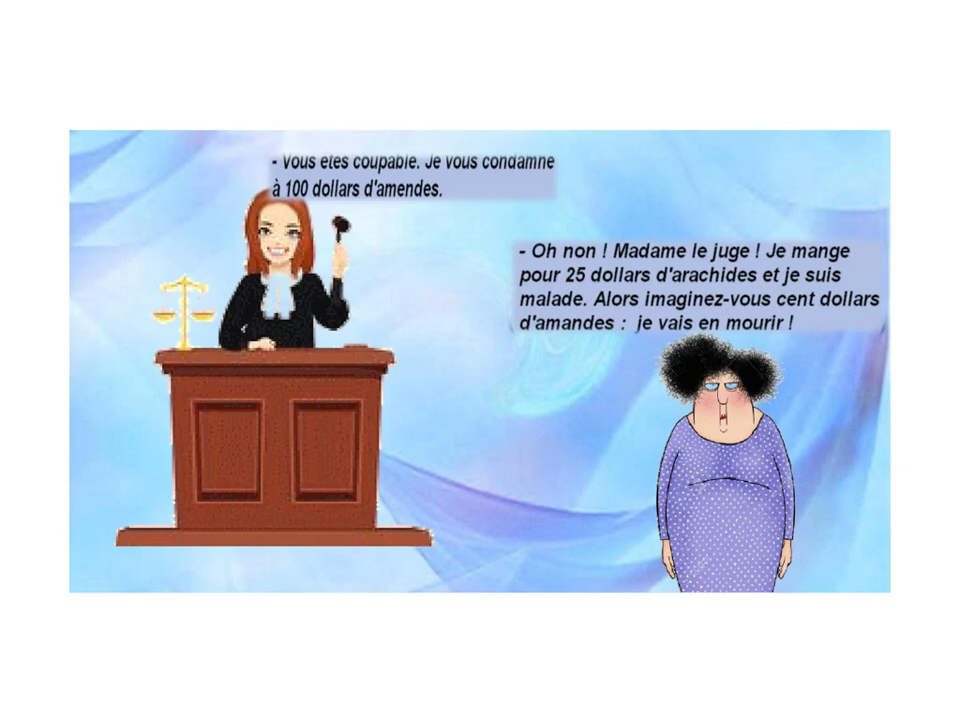 - Vous êtes coupable. Je vous condamne
à 100 dollars d'amendes.
- Oh non ! Madame le juge ! Je mange
pour 25 dollars d'arachides et je suis
malade. Alors imaginez-vous cent dollars
d'amandes : je vais en mourir !